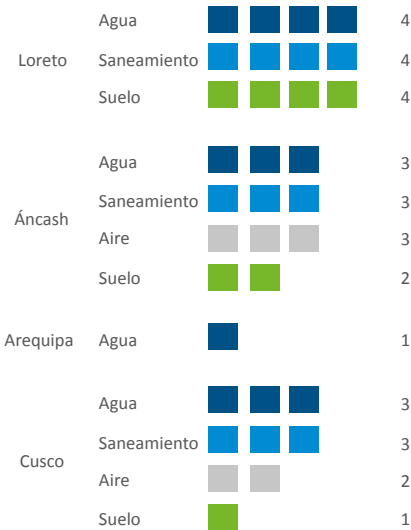 Loreto
Agua 4
Saneamiento 4
Suelo 4
Áncash
Agua 3
Saneamiento 3
Aire 3
Suelo 2
Arequipa
Agua 1
Cusco
Agua 3
Saneamiento 3
Aire 2
Suelo 1